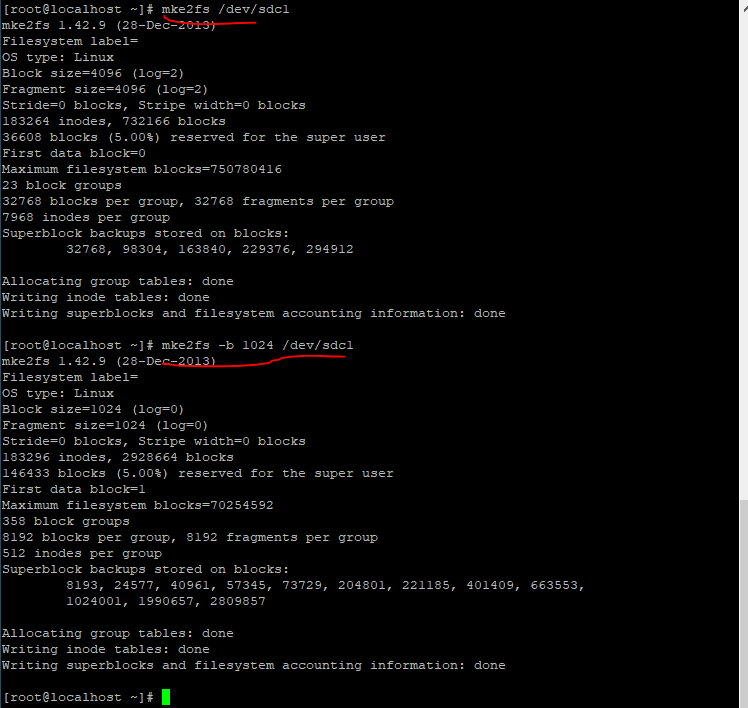 [root@localhost ~]# mke2fs /dev/sdc1
mke2fs 1.42.9 (28-Dec-2013)
Filesystem label=
OS type: Linux
Block size=4096 (log=2)
Fragment size=4096 (log=2)
Stride=0 blocks, Stripe width=0 blocks
183264 inodes, 732166 blocks
36608 blocks (5.00%) reserved for the super user
First data block=0
Maximum filesystem blocks=750780416
23 block groups
32768 blocks per group, 32768 fragments per group
7968 inodes per group
Superblock backups stored on blocks:
32768, 98304, 163840, 229376, 294912
Allocating group tables: done
Writing inode tables: done
Writing superblocks and filesystem accounting information: done
[root@localhost ~]# mke2fs -b 1024 /dev/sdc1
mke2fs 1.42.9 (28-Dec-2013)
Filesystem label=
OS type: Linux
Block size=1024 (log=0)
Fragment size=1024 (log=0)
Stride=0 blocks, Stripe width=0 blocks
183296 inodes, 2928664 blocks
146433 blocks (5.00%) reserved for the super user
First data block=1
Maximum filesystem blocks=70254592
358 block groups
8192 blocks per group, 8192 fragments per group
512 inodes per group
Superblock backups stored on blocks:
8193, 24577, 40961, 57345, 73729, 204801, 221185, 401409, 663553,
1024001, 1990657, 2809857
Allocating group tables: done
Writing inode tables: done
Writing superblocks and filesystem accounting information: done
[root@localhost ~]#